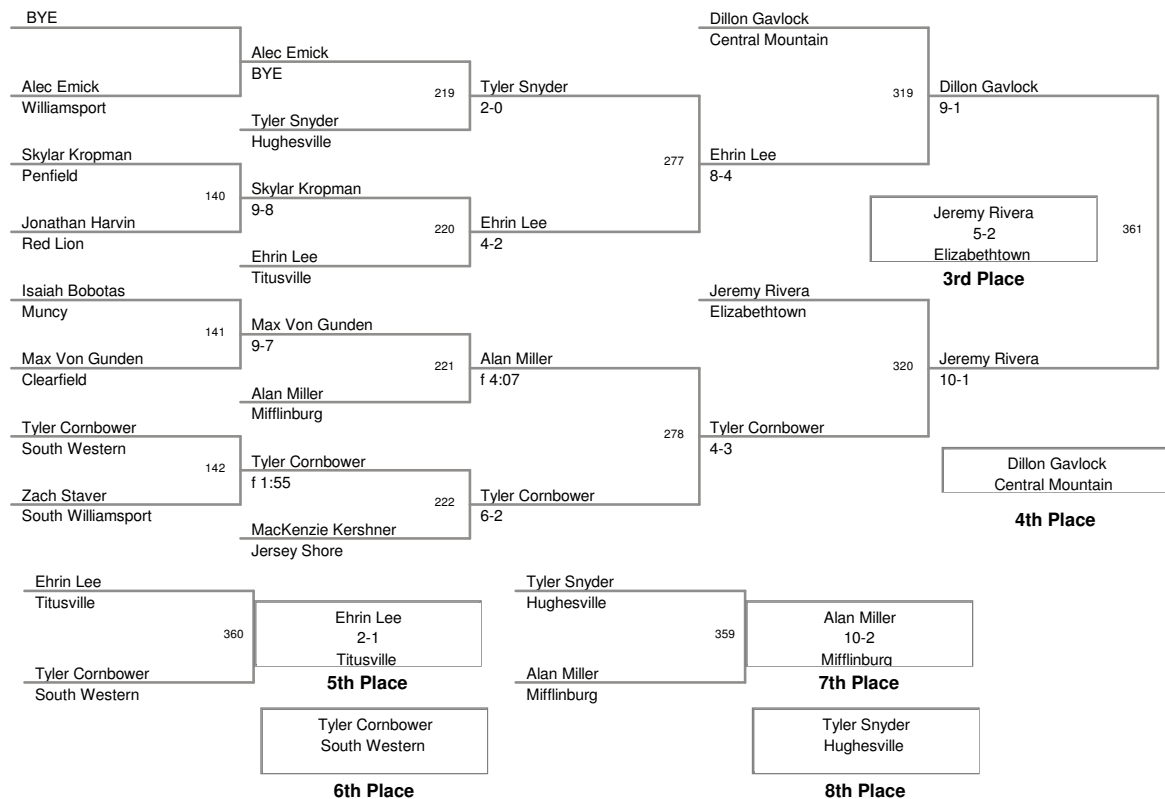 BYE
Alec Emick
Williamsport
Skylar Kropman
Penfield
140
Jonathan Harvin
Red Lion
Isaiah Bobotas
Muncy
141
Max Von Gunden
Clearfield
Tyler Cornbower
South Western
142
Zach Staver
South Williamsport
Alec Emick
BYE
219
Tyler Snyder
Hughesville
Skylar Kropman
9-8
220
Ehrin Lee
Titusville
Max Von Gunden
9-7
221
Alan Miller
Mifflinburg
Tyler Cornbower
f 1:55
222
MacKenzie Kershner
Jersey Shore
Tyler Snyder
2-0
277
Ehrin Lee
4-2
Alan Miller
f 4:07
278
Tyler Cornbower
6-2
Dillon Gavlock
Central Mountain
319
Ehrin Lee
8-4
Jeremy Rivera
Elizabethtown
320
Tyler Cornbower
4-3
Dillon Gavlock
9-1
361
Jeremy Rivera
10-1
Jeremy Rivera
5-2
Elizabethtown
3rd Place
Dillon Gavlock
Central Mountain
4th Place
Ehrin Lee
Titusville
360
Tyler Cornbower
South Western
Ehrin Lee
2-1
Titusville
5th Place
Tyler Cornbower
South Western
6th Place
Tyler Snyder
Hughesville
359
Alan Miller
Mifflinburg
Alan Miller
10-2
Mifflinburg
7th Place
Tyler Snyder
Hughesville
8th Place